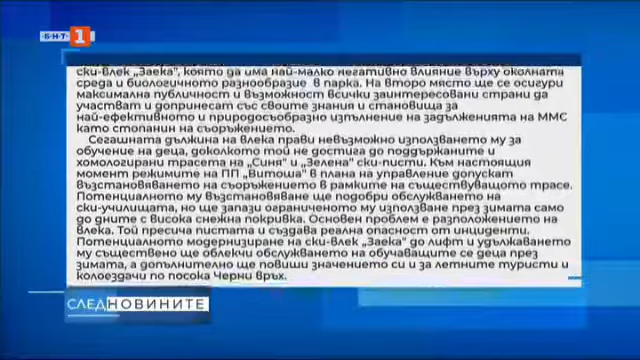 БНТ 1
ски-влек „Заека", която да има най-малко негативно влияние върху околната
среда и биологичното разнообразие в парка. На второ място ще се осигури
максимална публичност и възможност всички заинтересовани страни да
участват и допринесат със своите знания и становища за
най-ефективното и природосъобразно изпълнение на задълженията на ММС
като стопанин на съоръжението.
Сегашната дължина на влека прави невъзможно използването му за
обучение на деца, доколкото той не достига до поддържаните и
хомологирани трасета на „Синя" и „Зелена" ски-писти. Към настоящия
момент режимите на ПП „Витоша" в плана на управление допускат
възстановяването на съоръжението в рамките на съществуващото трасе.
Потенциалното му възстановяване ще подобри обслужването на
ски-училищата, но ще запази ограниченото му използване през зимата само
до дните с висока снежна покривка. Основен проблем е разположението на
влека. Той пресича пистата и създава реална опасност от инциденти.
Потенциалното модернизиране на ски-влек „Заека" до лифт и удължаването
му съществено ще облекчи обслужването на обучаващите се деца през
зимата, а допълнително ще повиши значението си и за летните туристи и
колоездачи по посока Черни връх.
СЛЕД НОВИНИТЕ